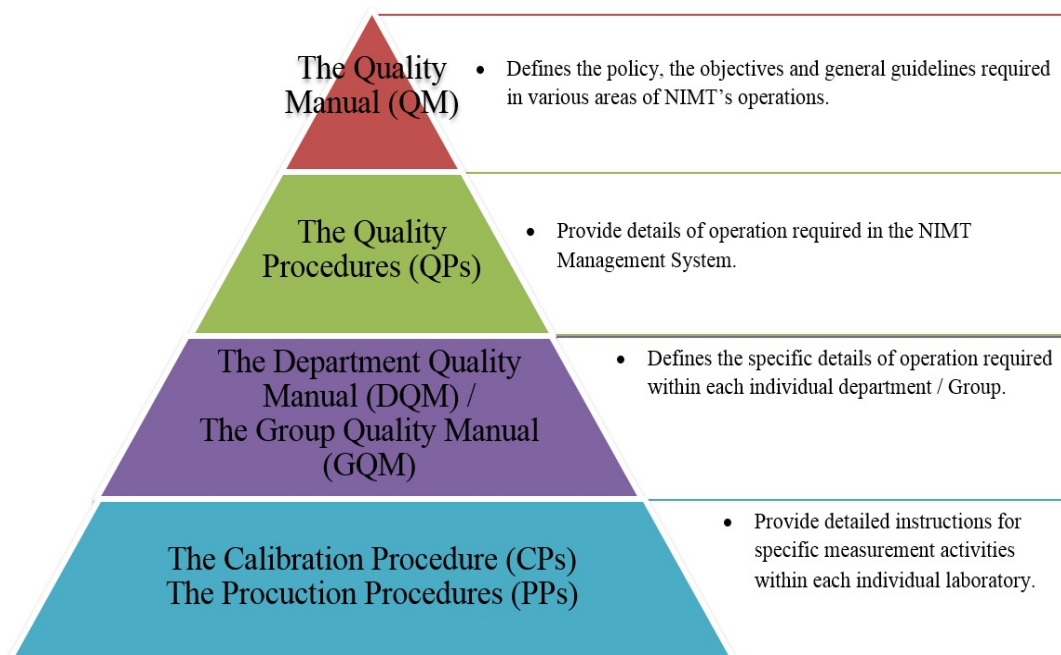 The Quality
Manual (QM)
• Defines the policy, the objectives and general guidelines required
in various areas of NIMT's operations.
The Quality
Procedures (QPs)
• Provide details of operation required in the NIMT
Management System.
The Department Quality
Manual (DQM) /
The Group Quality Manual
(GQM)
• Defines the specific details of operation required
within each individual department / Group.
The Calibration Procedure (CPs)
The Procuction Procedures (PPs)
• Provide detailed instructions for
specific measurement activities
within each individual laboratory.